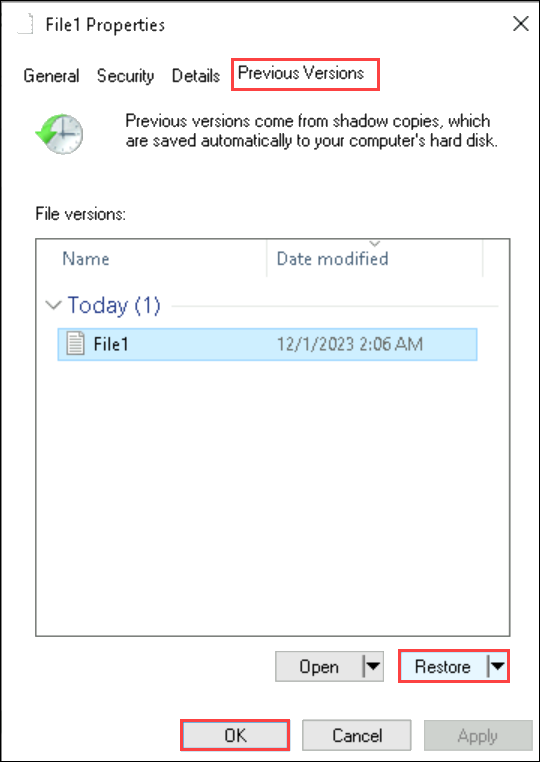 File1 Properties
General Security Details Previous Versions
Previous versions come from shadow copies, which
are saved automatically to your computer's hard disk.
File versions:
Name Date modified
Today (1)
File1 12/1/2023 2:06 AM
Open Restore
OK Cancel Apply